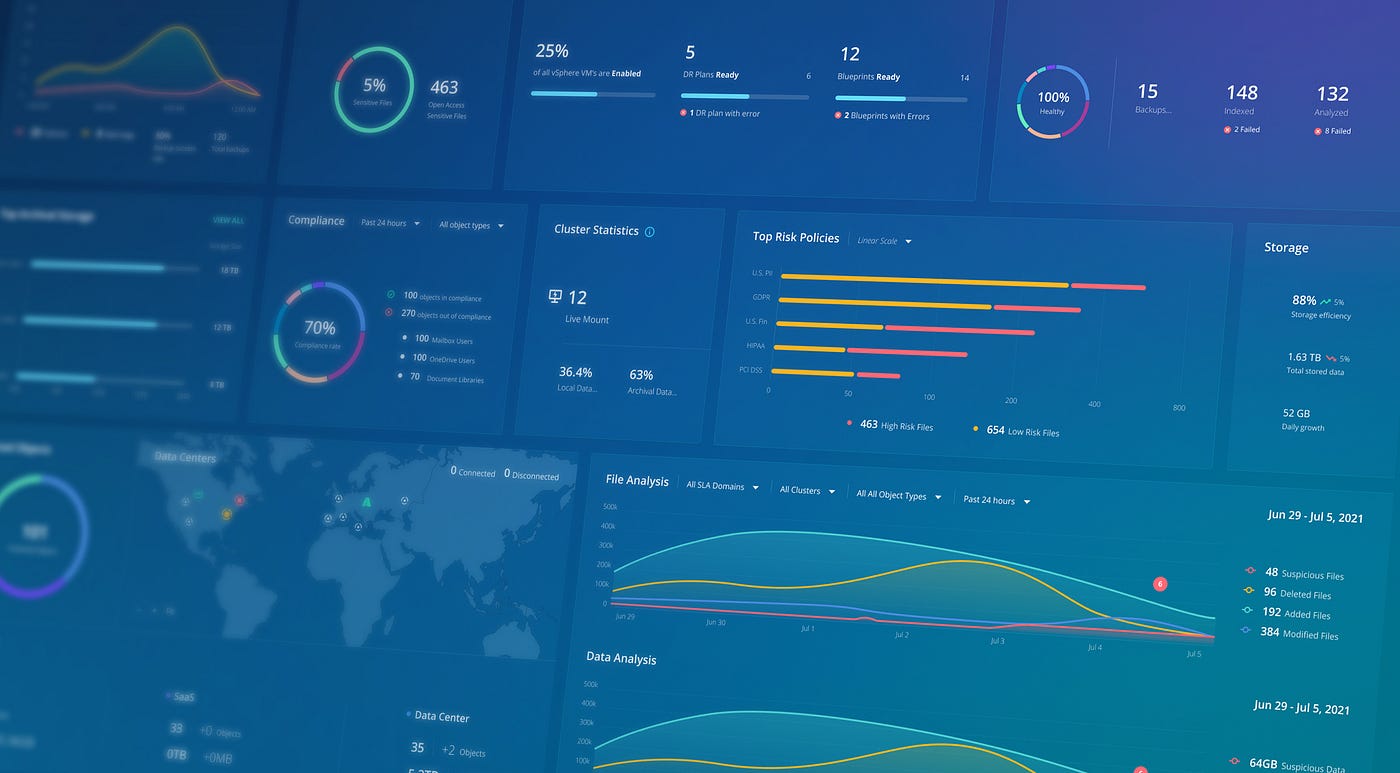 5%
Sensitive Files
463
Open Access
Sensitive Files
25%
of all vSphere VM's are Enabled
5
DR Plans Ready 6
1 DR plan with error
12
Blueprints Ready 14
2 Blueprints with Errors
100%
Healthy
15
Backups...
148
Indexed
2 Failed
132
Analyzed
8 Failed
120
Total backups
12:00 AM
Top Archival Storage
VIEW ALL
18 TB
12 TB
8 TB
Compliance Past 24 hours All object types
70%
Compliance rate
100 objects in compliance
270 objects out of compliance
100 Mailbox Users
100 OneDrive Users
70 Document Libraries
Cluster Statistics
12
Live Mount
36.4%
Local Data...
63%
Archival Data...
Top Risk Policies Linear Scale
U.S. PII
GDPR
U.S. Fin
HIPAA
PCI DSS
0 50 100 200 400 800
463 High Risk Files 654 Low Risk Files
Storage
88% 5%
Storage efficiency
1.63 TB 5%
Total stored data
52 GB
Daily growth
Data Centers
0 Connected 0 Disconnected
File Analysis All SLA Domains All Clusters All All Object Types Past 24 hours
Jun 29 - Jul 5, 2021
500k
400k
300k
200k
100k
0
Jun 29 Jun 30 Jul 1 Jul 2 Jul 3 Jul 4 Jul 5
6
48 Suspicious Files
96 Deleted Files
192 Added Files
384 Modified Files
SaaS
33 +0 Objects
0TB +0MB
Data Center
35 +2 Objects
Data Analysis
Jun 29 - Jul 5, 2021
500k
400k
300k
200k
100k
64GB Suspicious Data